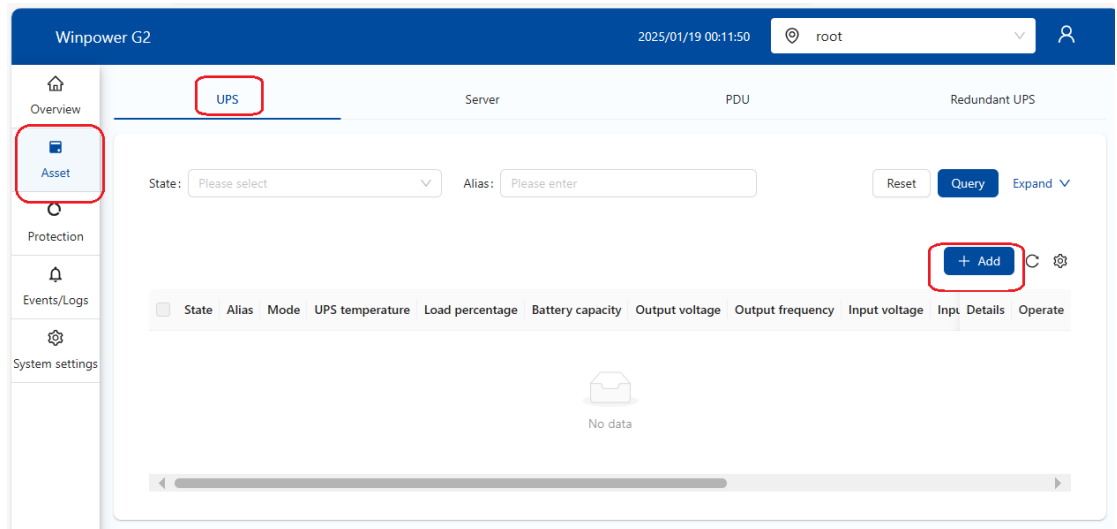 Winpower G2
2025/01/19 00:11:50
root
Overview
Asset
Protection
Events/Logs
System settings
UPS Server PDU Redundant UPS
State: Please select Alias: Please enter Reset Query Expand
+ Add
State Alias Mode UPS temperature Load percentage Battery capacity Output voltage Output frequency Input voltage Inpu Details Operate
No data